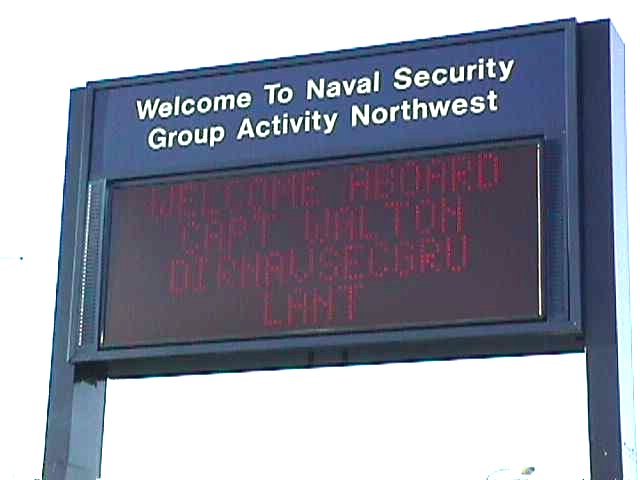 Welcome To Naval Security
Group Activity Northwest
WELCOME ABOARD
CAPT WALTON
DIRNAVSECGRU
LANT